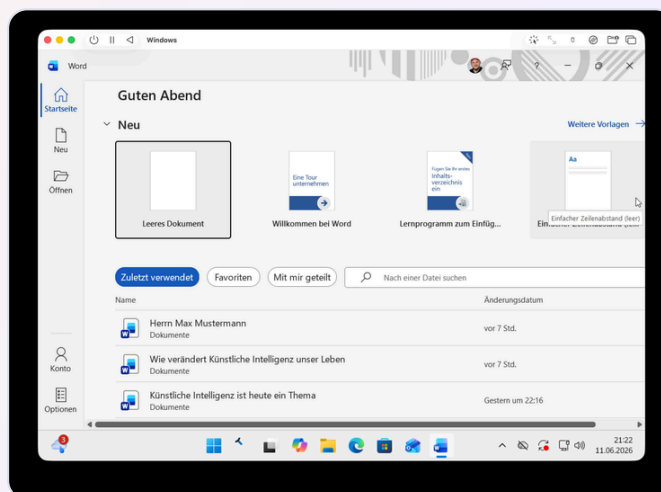 Windows
Word
?
Startseite
Neu
Öffnen
Konto
Optionen
Guten Abend
Neu
Weitere Vorlagen
Leeres Dokument
Eine Tour
unternehmen
Willkommen bei Word
Fügen Sie Ihr erstes
Inhalts-
verzeichnis
ein
Lernprogramm zum Einfüg...
Aa
Einfacher Zeilenabstand (leer)
Zuletzt verwendet
Favoriten
Mit mir geteilt
Nach einer Datei suchen
Name
Änderungsdatum
Herrn Max Mustermann
Dokumente
vor 7 Std.
Wie verändert Künstliche Intelligenz unser Leben
Dokumente
vor 7 Std.
Künstliche Intelligenz ist heute ein Thema
Dokumente
Gestern um 22:16
3
21:22
11.06.2026